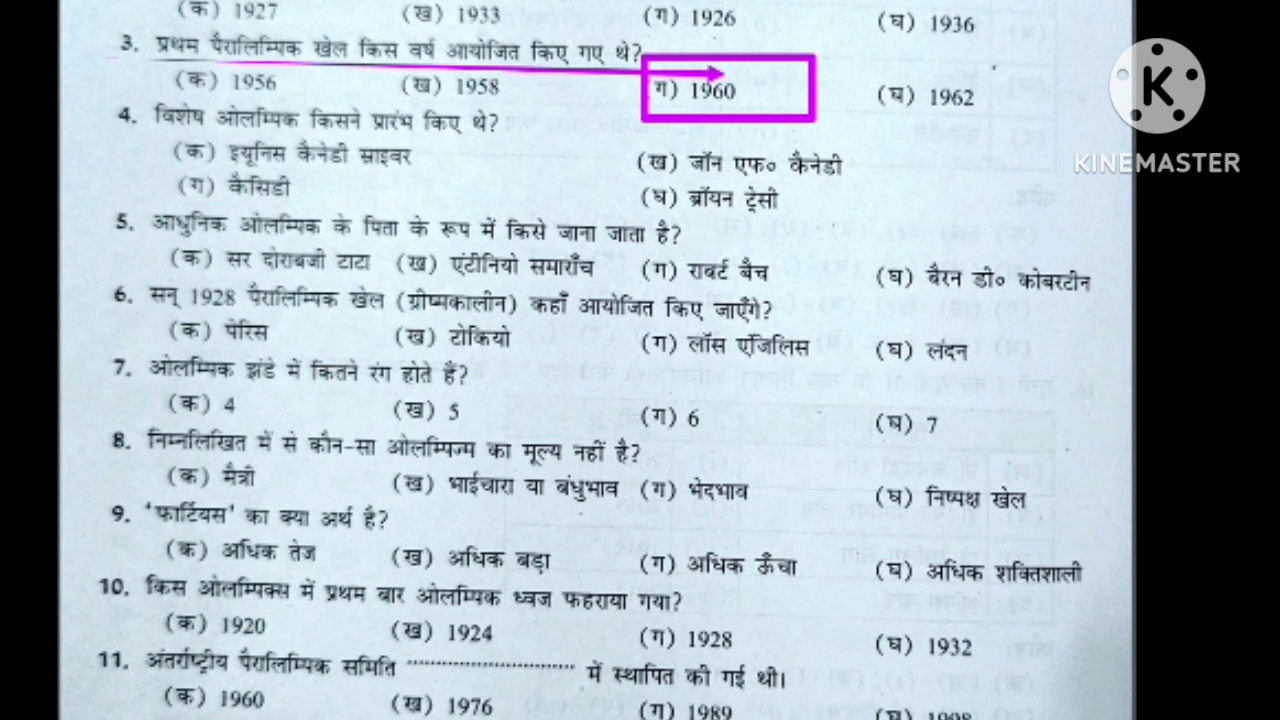 (क) 1927 (ख) 1933 (ग) 1926 (घ) 1936
3. प्रथम पैरालिम्पिक खेल किस वर्ष आयोजित किए गए थे?
(क) 1956 (ख) 1958 (ग) 1960 (घ) 1962
4. विशेष ओलम्पिक किसने प्रारंभ किए थे?
(क) इयूनिस कैनेडी स्राइवर (ख) जॉन एफ० कैनेडी
(ग) कैसिडी (घ) ब्रॉयन ट्रेसी
5. आधुनिक ओलम्पिक के पिता के रूप में किसे जाना जाता है?
(क) सर दोराबजी टाटा (ख) एंटीनियो समाराँच (ग) राबर्ट बैच (घ) बैरन डी० कोबरटीन
6. सन् 1928 पैरालिम्पिक खेल (ग्रीष्मकालीन) कहाँ आयोजित किए जाएँगे?
(क) पेरिस (ख) टोकियो (ग) लॉस एंजिलिस (घ) लंदन
7. ओलम्पिक झंडे में कितने रंग होते हैं?
(क) 4 (ख) 5 (ग) 6 (घ) 7
8. निम्नलिखित में से कौन-सा ओलम्पिज्म का मूल्य नहीं है?
(क) मैत्री (ख) भाईचारा या बंधुभाव (ग) भेदभाव (घ) निष्पक्ष खेल
9. 'फार्टियस' का क्या अर्थ है?
(क) अधिक तेज (ख) अधिक बड़ा (ग) अधिक ऊँचा (घ) अधिक शक्तिशाली
10. किस ओलम्पिक्स में प्रथम बार ओलम्पिक ध्वज फहराया गया?
(क) 1920 (ख) 1924 (ग) 1928 (घ) 1932
11. अंतर्राष्ट्रीय पैरालिम्पिक समिति ........................... में स्थापित की गई थी।
(क) 1960 (ख) 1976 (ग) 1989 (घ) 1998
K
KINEMASTER